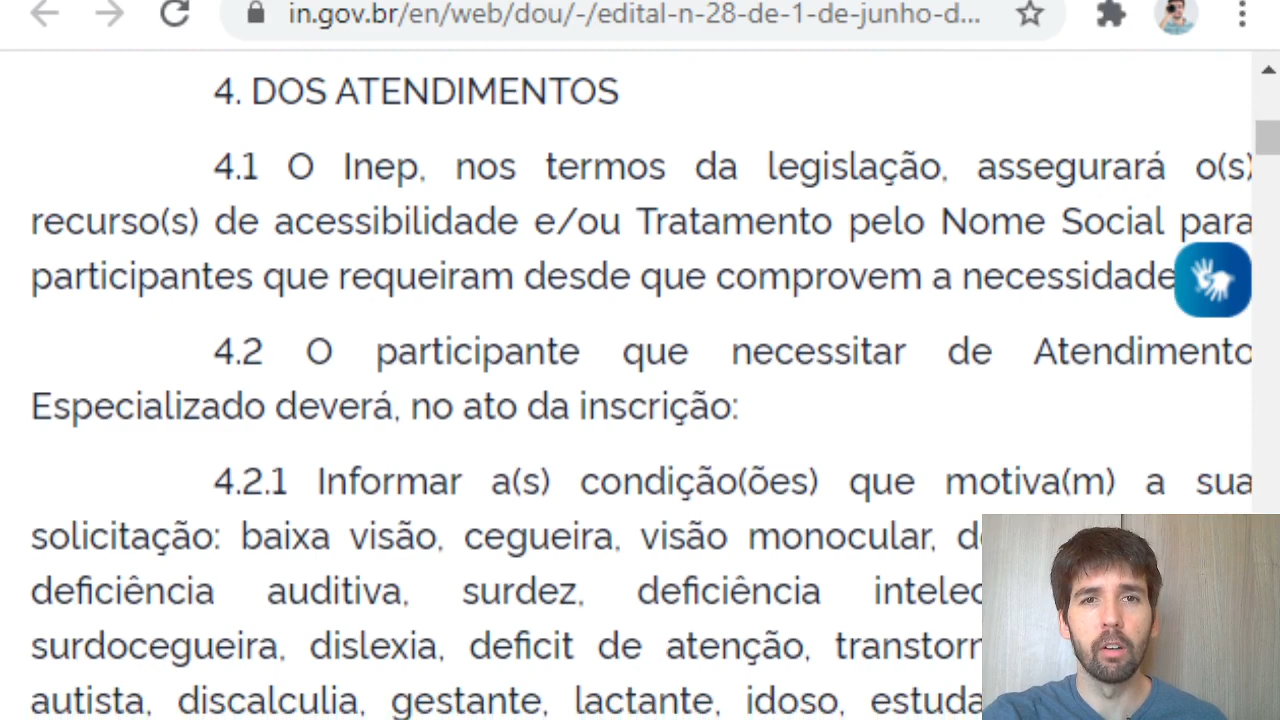 in.gov.br/en/web/dou/-/edital-n-28-de-1-de-junho-d...
4. DOS ATENDIMENTOS
4.1 O Inep, nos termos da legislação, assegurará o(s)
recurso(s) de acessibilidade e/ou Tratamento pelo Nome Social para
participantes que requeiram desde que comprovem a necessidade
4.2 O participante que necessitar de Atendimento
Especializado deverá, no ato da inscrição:
4.2.1 Informar a(s) condição(ões) que motiva(m) a sua
solicitação: baixa visão, cegueira, visão monocular,
deficiência auditiva, surdez, deficiência
surdocegueira, dislexia, deficit de atenção,
autista, discalculia, gestante, lactante, idoso,